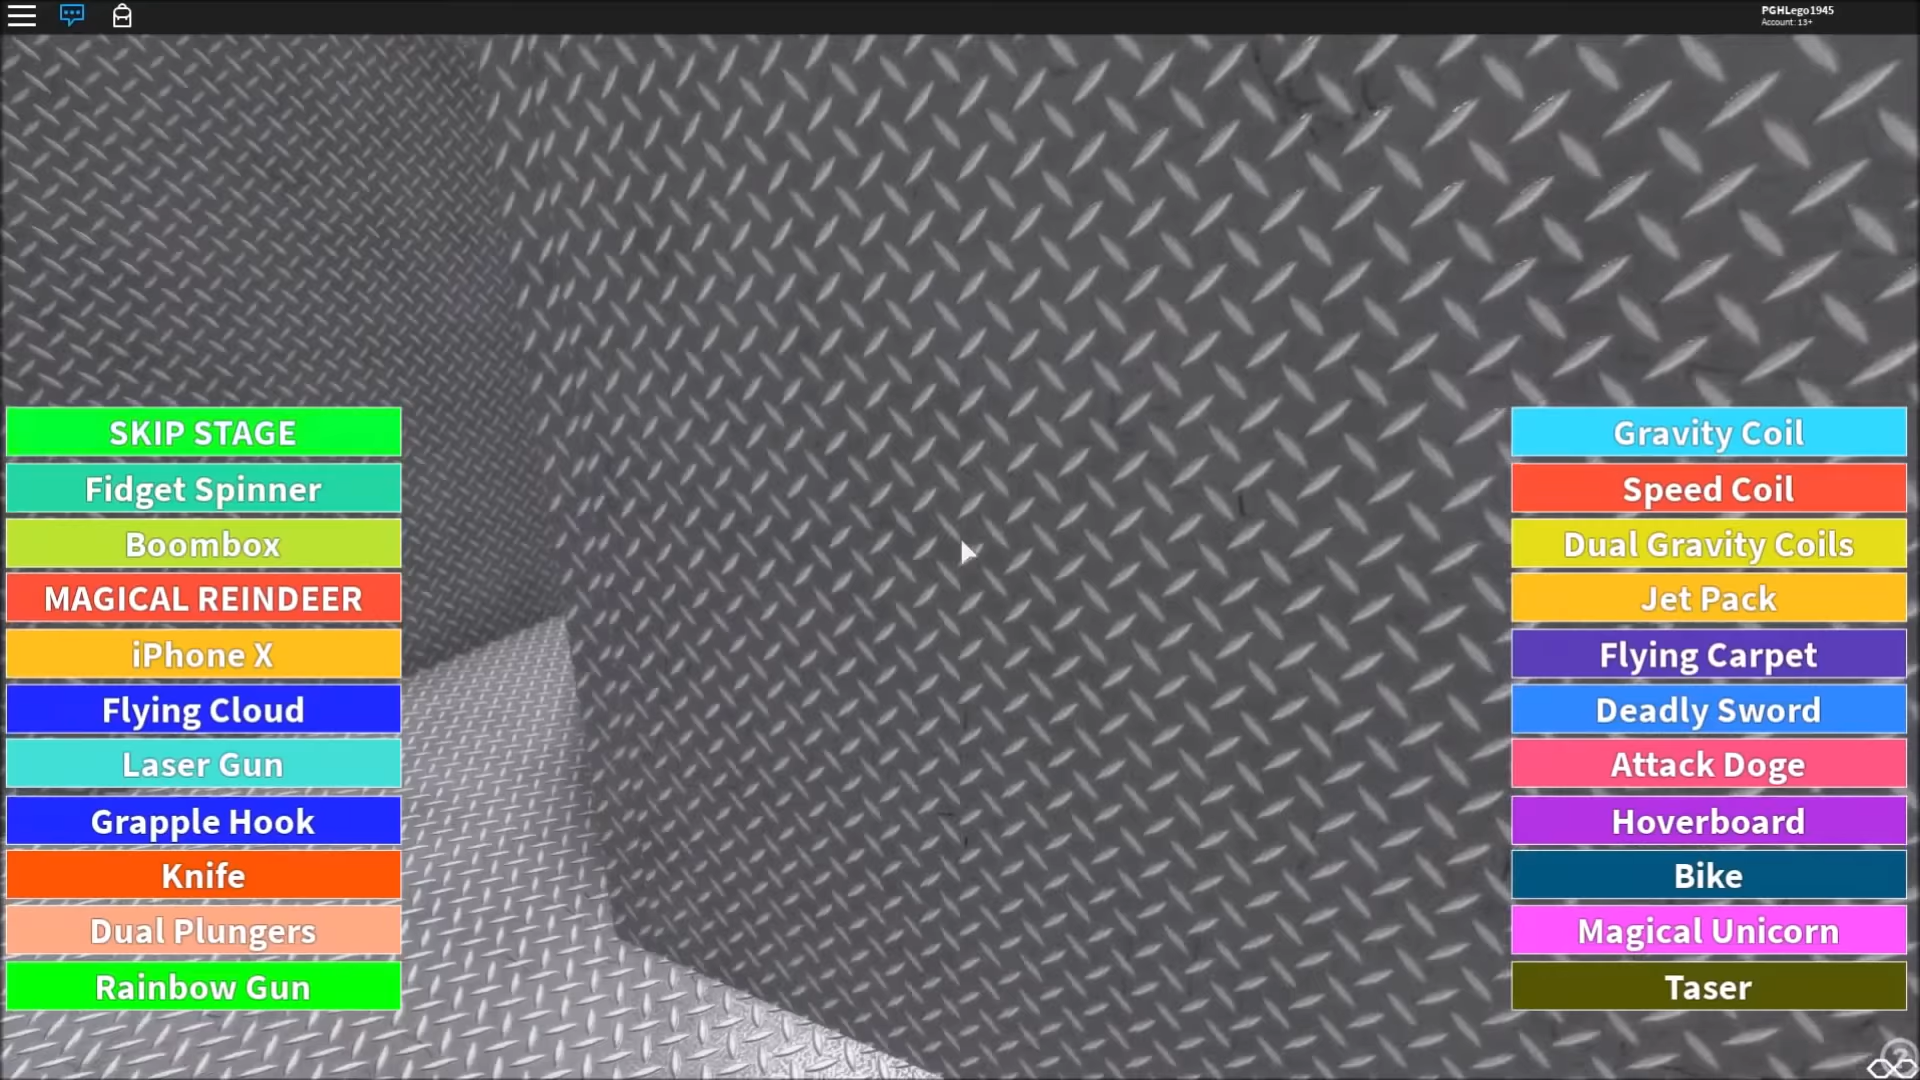 PGHLego1945
Account: 13+
SKIP STAGE
Fidget Spinner
Boombox
MAGICAL REINDEER
iPhone X
Flying Cloud
Laser Gun
Grapple Hook
Knife
Dual Plungers
Rainbow Gun
Gravity Coil
Speed Coil
Dual Gravity Coils
Jet Pack
Flying Carpet
Deadly Sword
Attack Doge
Hoverboard
Bike
Magical Unicorn
Taser
?